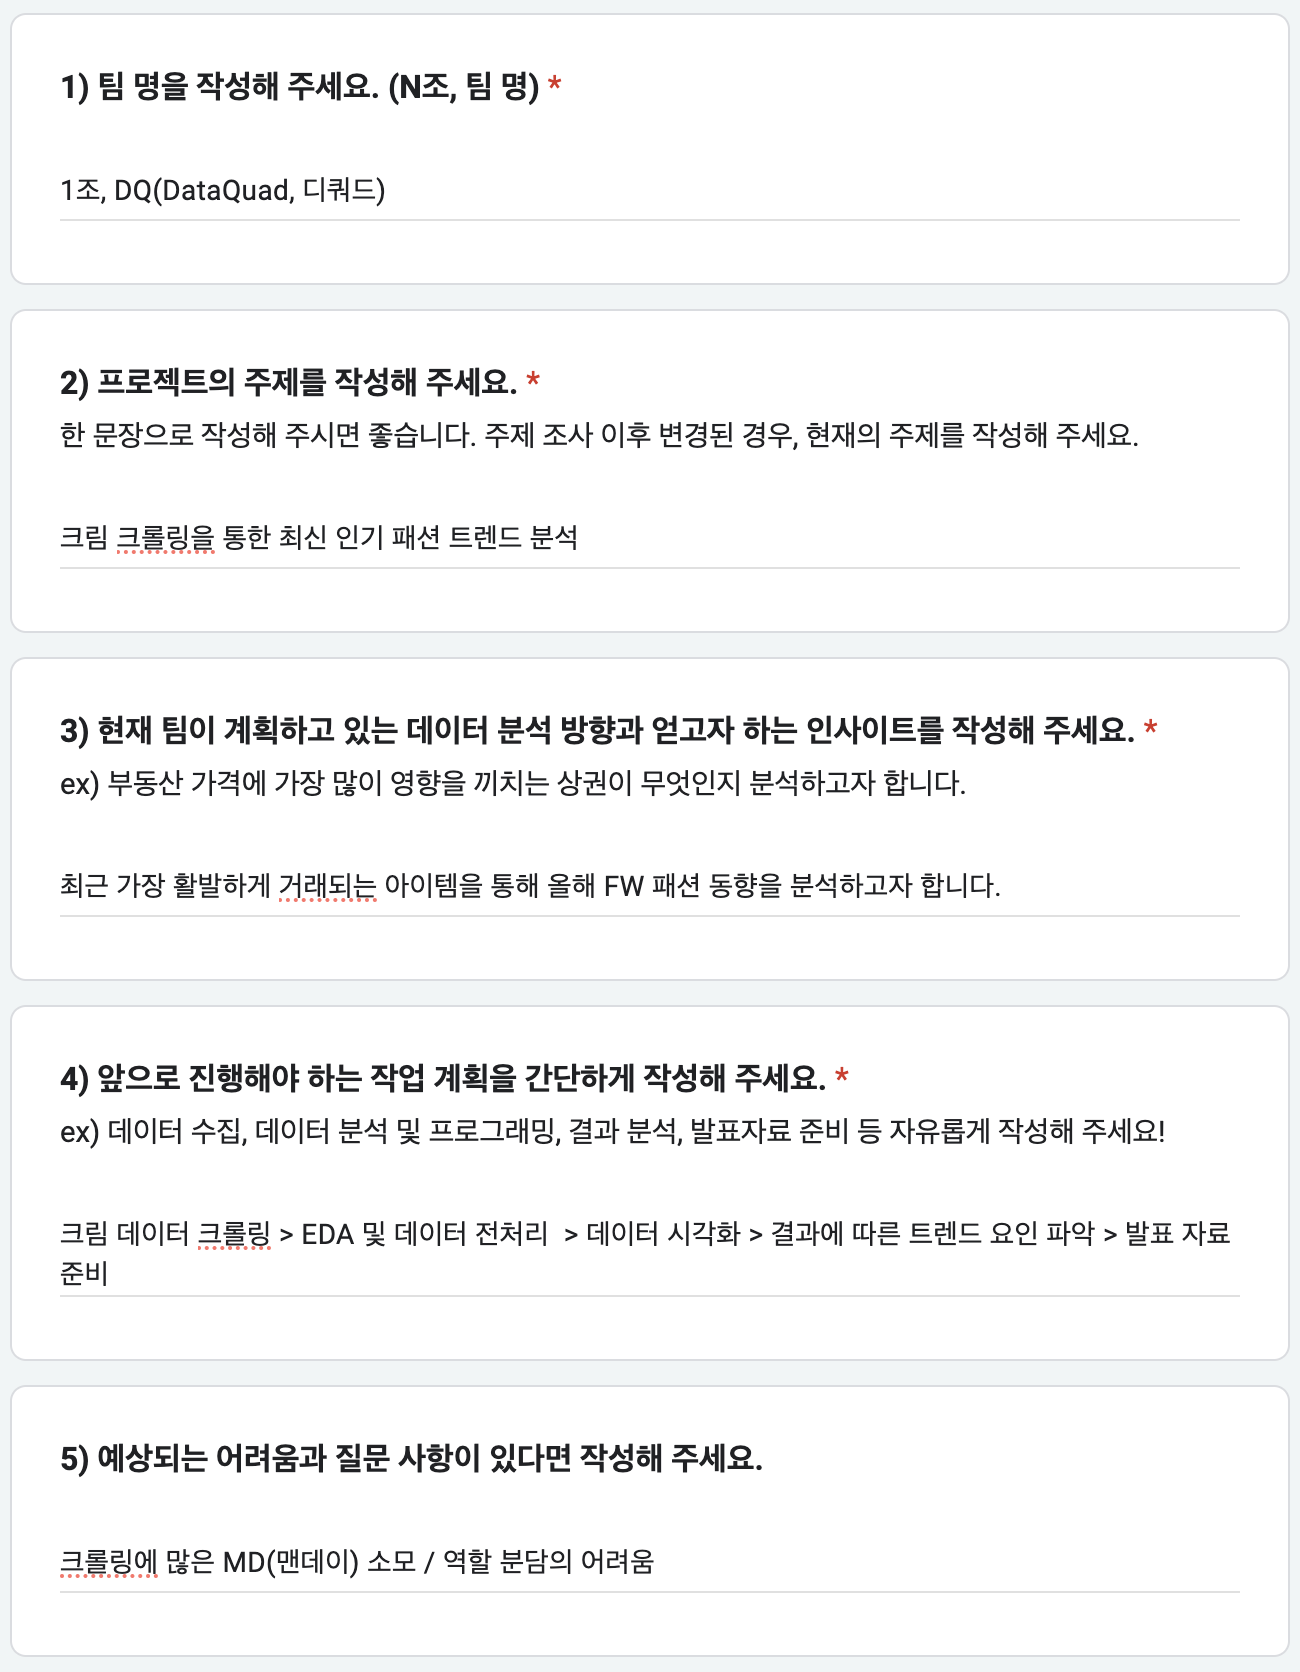 1) 팀 명을 작성해 주세요. (N조, 팀 명) *
1조, DQ(DataQuad, 디쿼드)
2) 프로젝트의 주제를 작성해 주세요. *
한 문장으로 작성해 주시면 좋습니다. 주제 조사 이후 변경된 경우, 현재의 주제를 작성해 주세요.
크림 크롤링을 통한 최신 인기 패션 트렌드 분석
3) 현재 팀이 계획하고 있는 데이터 분석 방향과 얻고자 하는 인사이트를 작성해 주세요. *
ex) 부동산 가격에 가장 많이 영향을 끼치는 상권이 무엇인지 분석하고자 합니다.
최근 가장 활발하게 거래되는 아이템을 통해 올해 FW 패션 동향을 분석하고자 합니다.
4) 앞으로 진행해야 하는 작업 계획을 간단하게 작성해 주세요. *
ex) 데이터 수집, 데이터 분석 및 프로그래밍, 결과 분석, 발표자료 준비 등 자유롭게 작성해 주세요!
크림 데이터 크롤링 > EDA 및 데이터 전처리  > 데이터 시각화 > 결과에 따른 트렌드 요인 파악 > 발표 자료
준비
5) 예상되는 어려움과 질문 사항이 있다면 작성해 주세요.
크롤링에 많은 MD(맨데이) 소모 / 역할 분담의 어려움